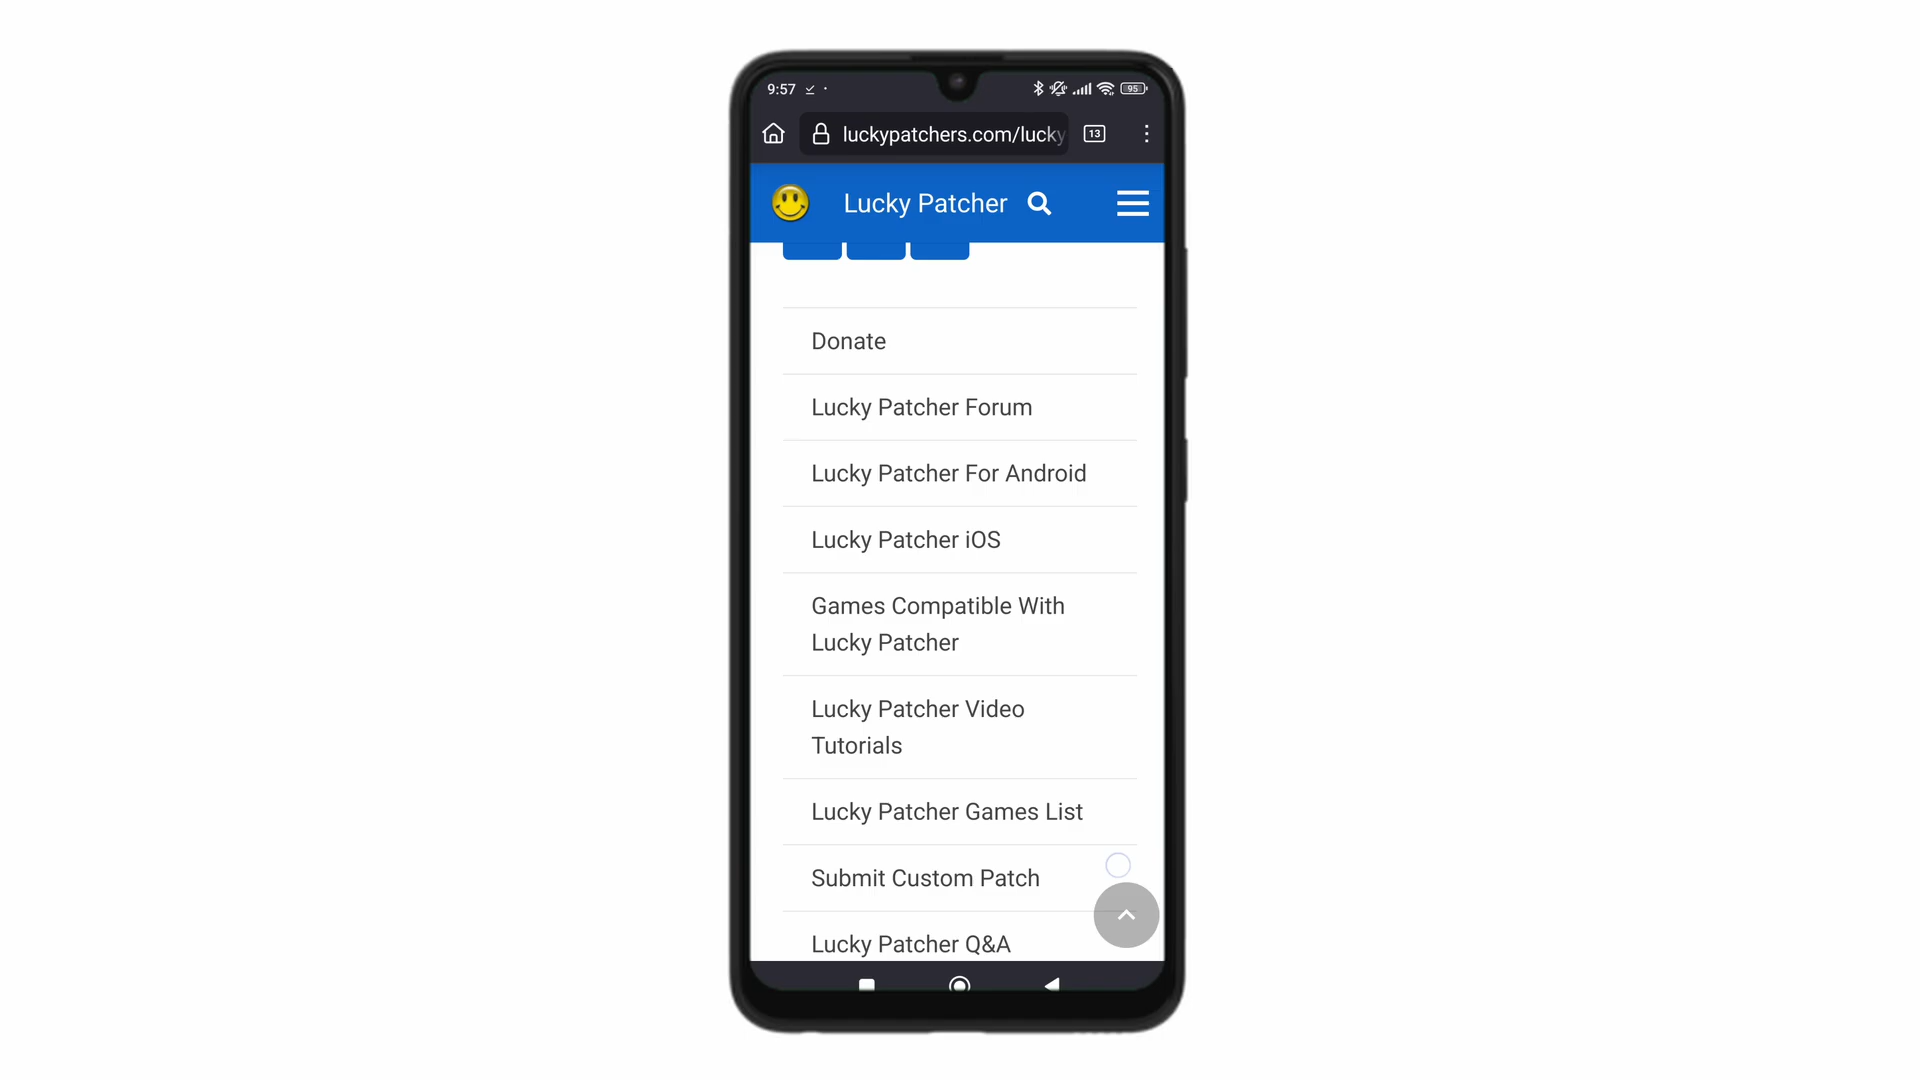 9:57
95
luckypatchers.com/lucky
13
Lucky Patcher
Donate
Lucky Patcher Forum
Lucky Patcher For Android
Lucky Patcher iOS
Games Compatible With
Lucky Patcher
Lucky Patcher Video
Tutorials
Lucky Patcher Games List
Submit Custom Patch
Lucky Patcher Q&A